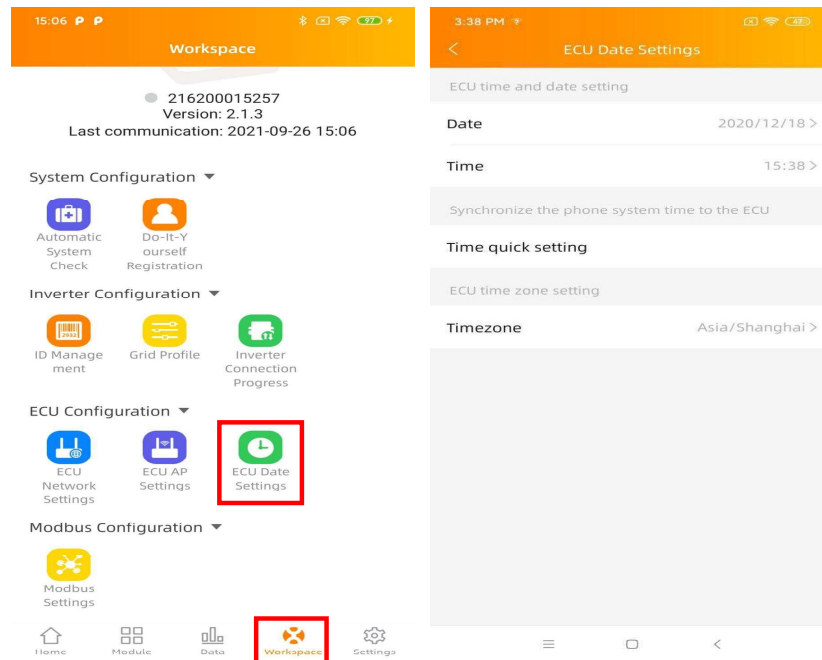 15:06 P P 97
Workspace
216200015257
Version: 2.1.3
Last communication: 2021-09-26 15:06
System Configuration
Automatic System Check
Do-It-Y ourself Registration
Inverter Configuration
2932
ID Manage ment
Grid Profile
Inverter Connection Progress
ECU Configuration
ECU Network Settings
ECU AP Settings
ECU Date Settings
Modbus Configuration
Modbus Settings
Home Module Data Workspace Settings
3:38 PM 42
ECU Date Settings
ECU time and date setting
Date 2020/12/18
Time 15:38
Synchronize the phone system time to the ECU
Time quick setting
ECU time zone setting
Timezone Asia/Shanghai